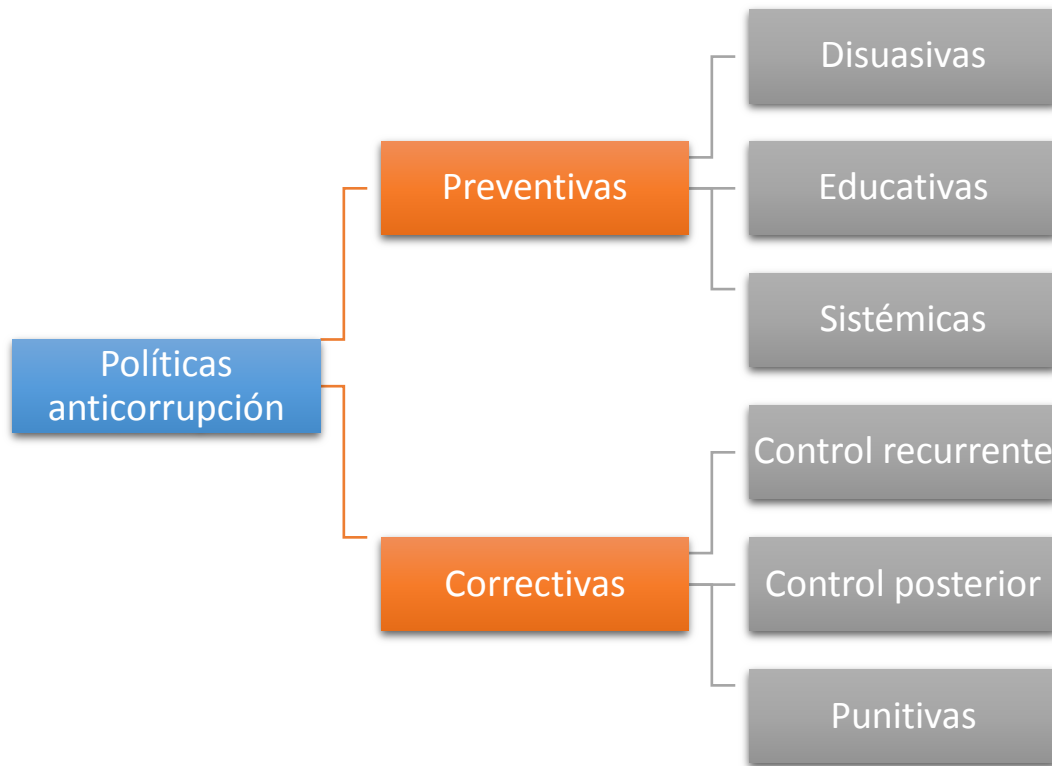 Políticas
anticorrupción
Preventivas
Disuasivas
Educativas
Sistémicas
Correctivas
Control recurrente
Control posterior
Punitivas